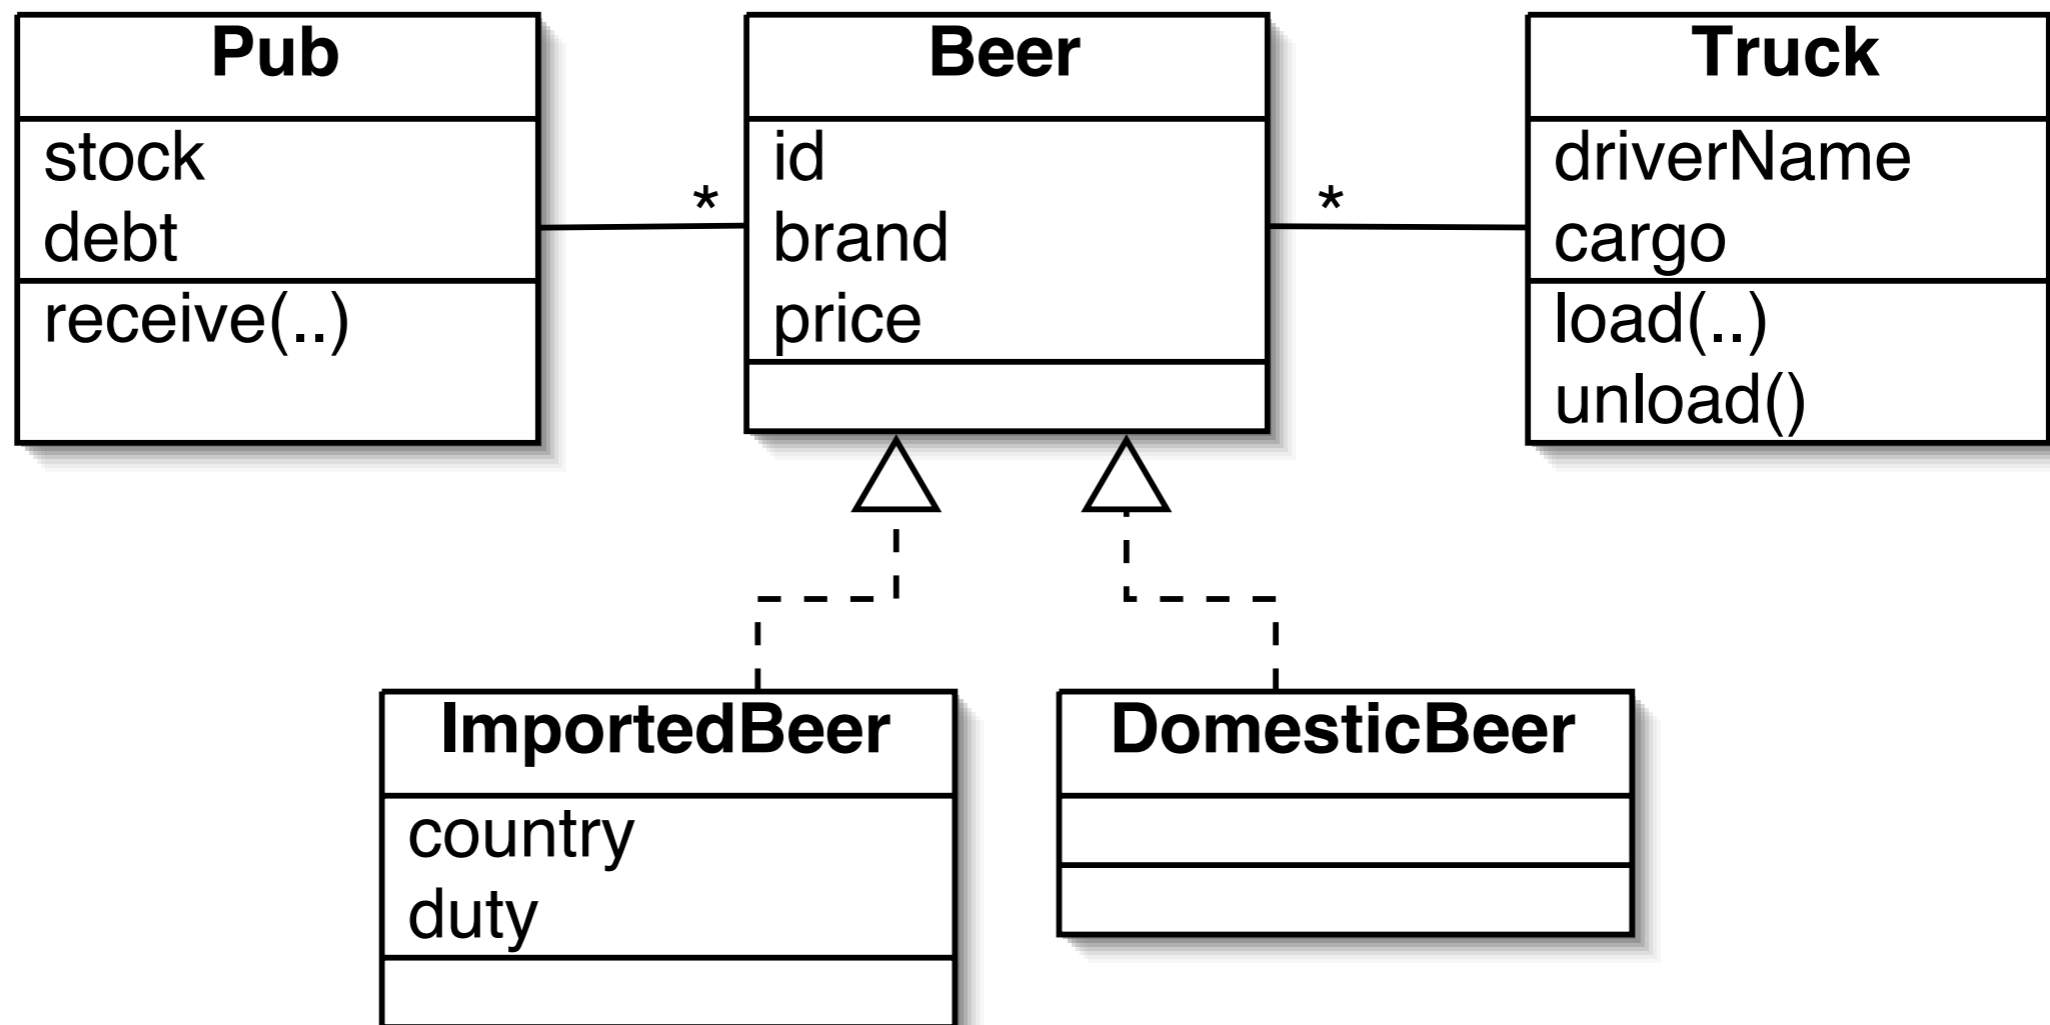 Pub
stock
debt
receive(..)
*
Beer
id
brand
price
*
Truck
driverName
cargo
load(..)
unload()
ImportedBeer
country
duty
DomesticBeer